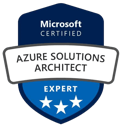 Microsoft
CERTIFIED
AZURE SOLUTIONS
ARCHITECT
EXPERT